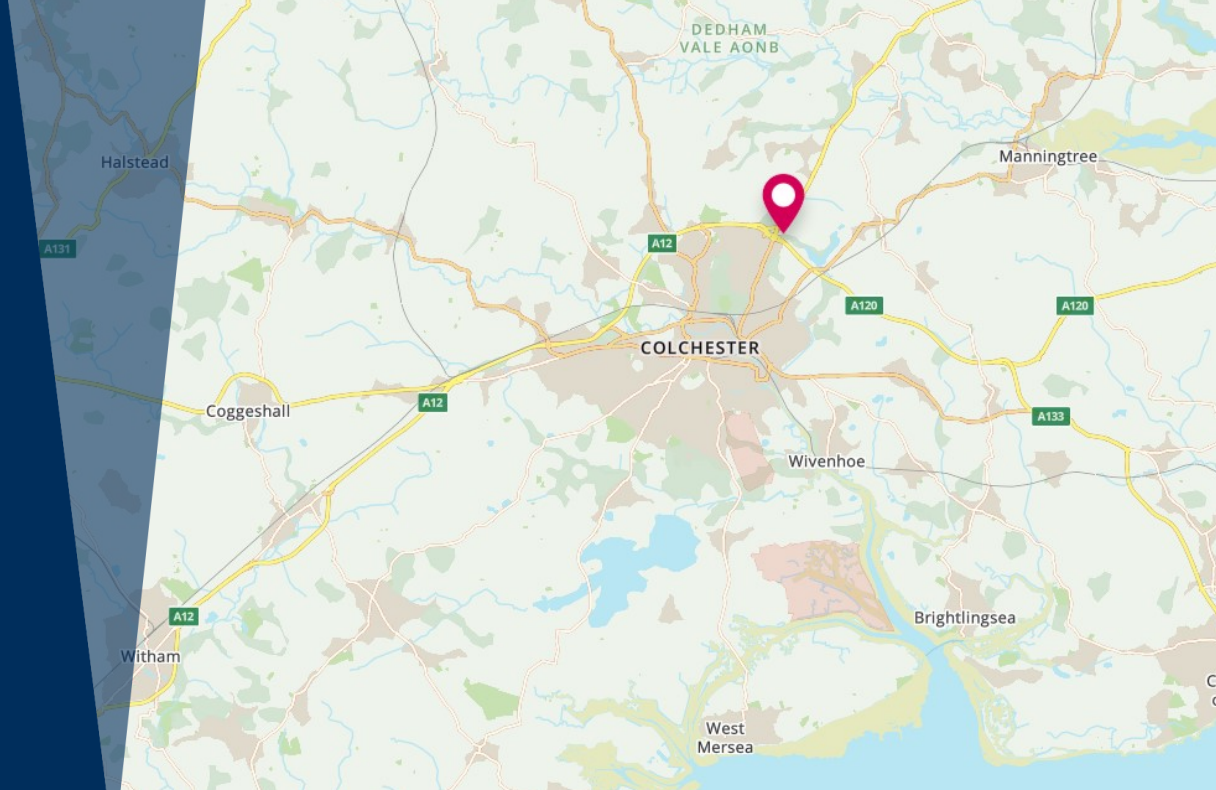 DEDHAM
VALE AONB
Manningtree
Halstead
A12
A131
A120
A120
COLCHESTER
A12
Coggeshall
A133
Wivenhoe
A12
Brightlingsea
Witham
C
West
Mersea